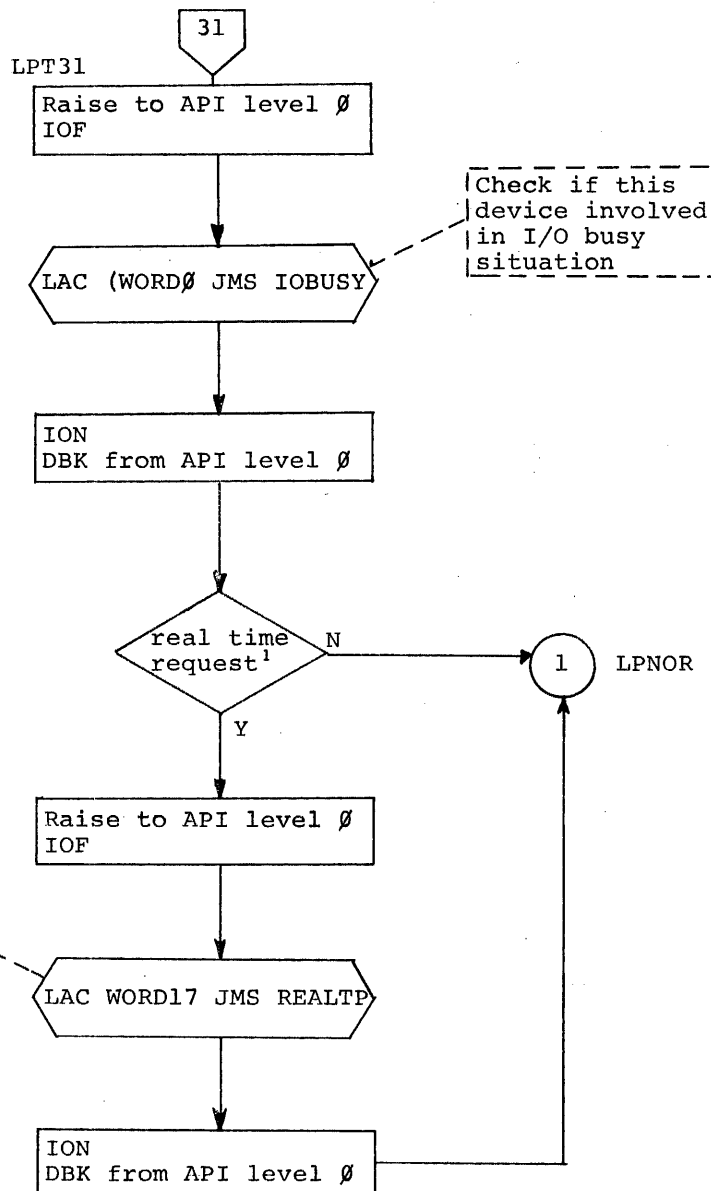 31
LPT31
Raise to API level Ø
IOF
Check if this
device involved
in I/O busy
situation
LAC (WORDØ JMS IOBUSY
ION
DBK from API level Ø
real time
request¹
N
1
LPNOR
Y
Raise to API level Ø
IOF
LAC WORD17 JMS REALTP
ION
DBK from API level Ø